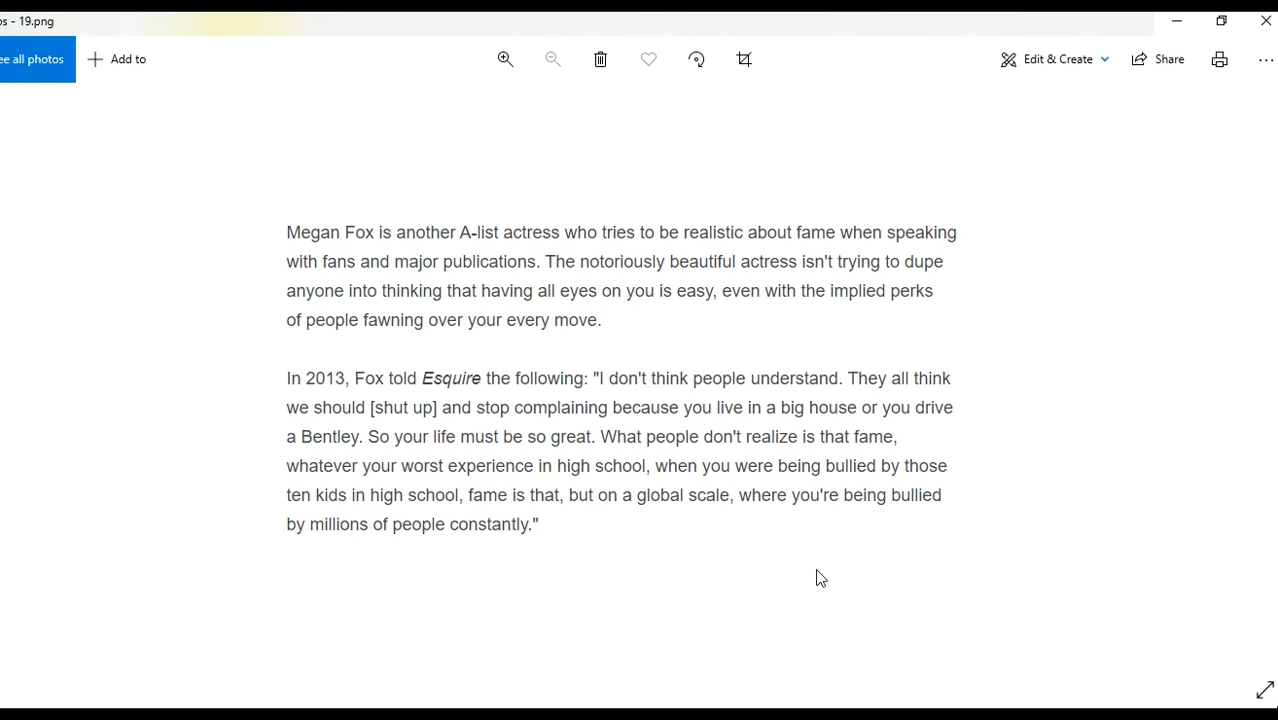 os - 19.png
ee all photos
Add to
Edit & Create
Share
Megan Fox is another A-list actress who tries to be realistic about fame when speaking
with fans and major publications. The notoriously beautiful actress isn't trying to dupe
anyone into thinking that having all eyes on you is easy, even with the implied perks
of people fawning over your every move.
In 2013, Fox told Esquire the following: "I don't think people understand. They all think
we should [shut up] and stop complaining because you live in a big house or you drive
a Bentley. So your life must be so great. What people don't realize is that fame,
whatever your worst experience in high school, when you were being bullied by those
ten kids in high school, fame is that, but on a global scale, where you're being bullied
by millions of people constantly."